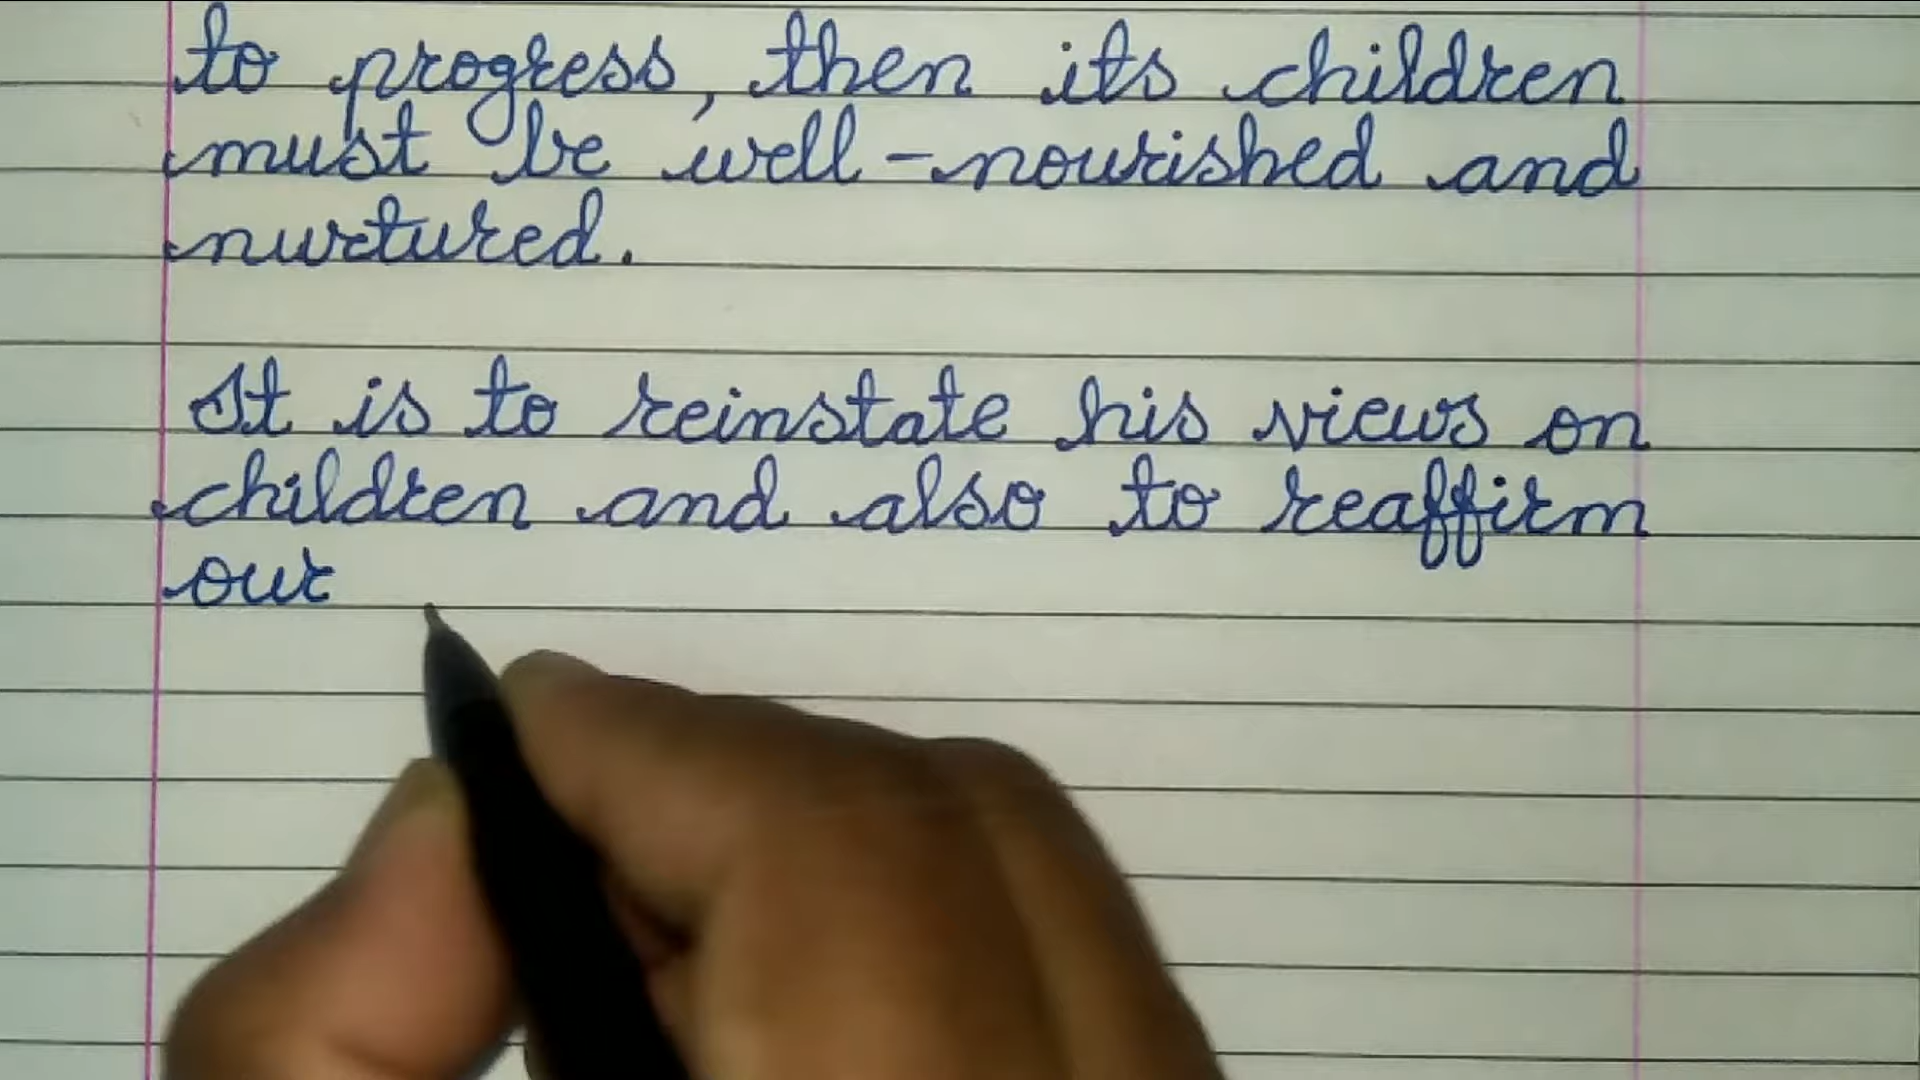 to progress, then its children
must be well-nourished and
nurtured.
It is to reinstate his views on
children and also to reaffirm
our